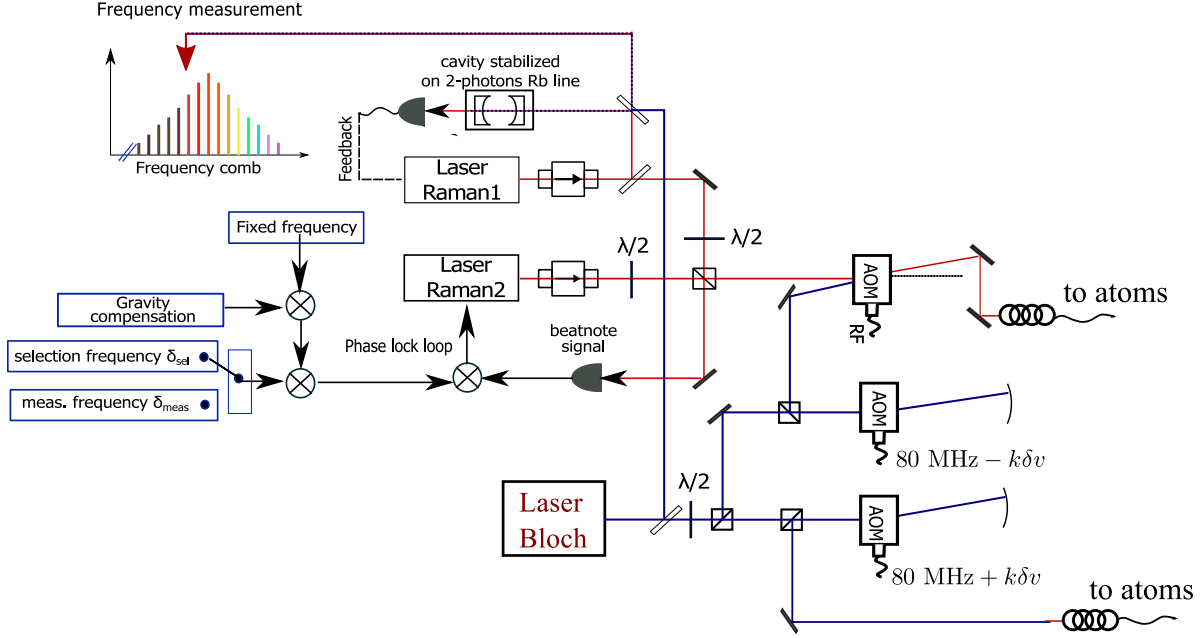 Frequency measurement
cavity stabilized
on 2-photons Rb line
Feedback
Frequency comb
Laser
Raman1
Fixed frequency
λ/2
λ/2
Laser
Raman2
AOM
RF
to atoms
Gravity
compensation
selection frequency δsel
meas. frequency δmeas
Phase lock loop
beatnote
signal
AOM
80 MHz − kδv
λ/2
Laser
Bloch
AOM
80 MHz + kδv
to atoms